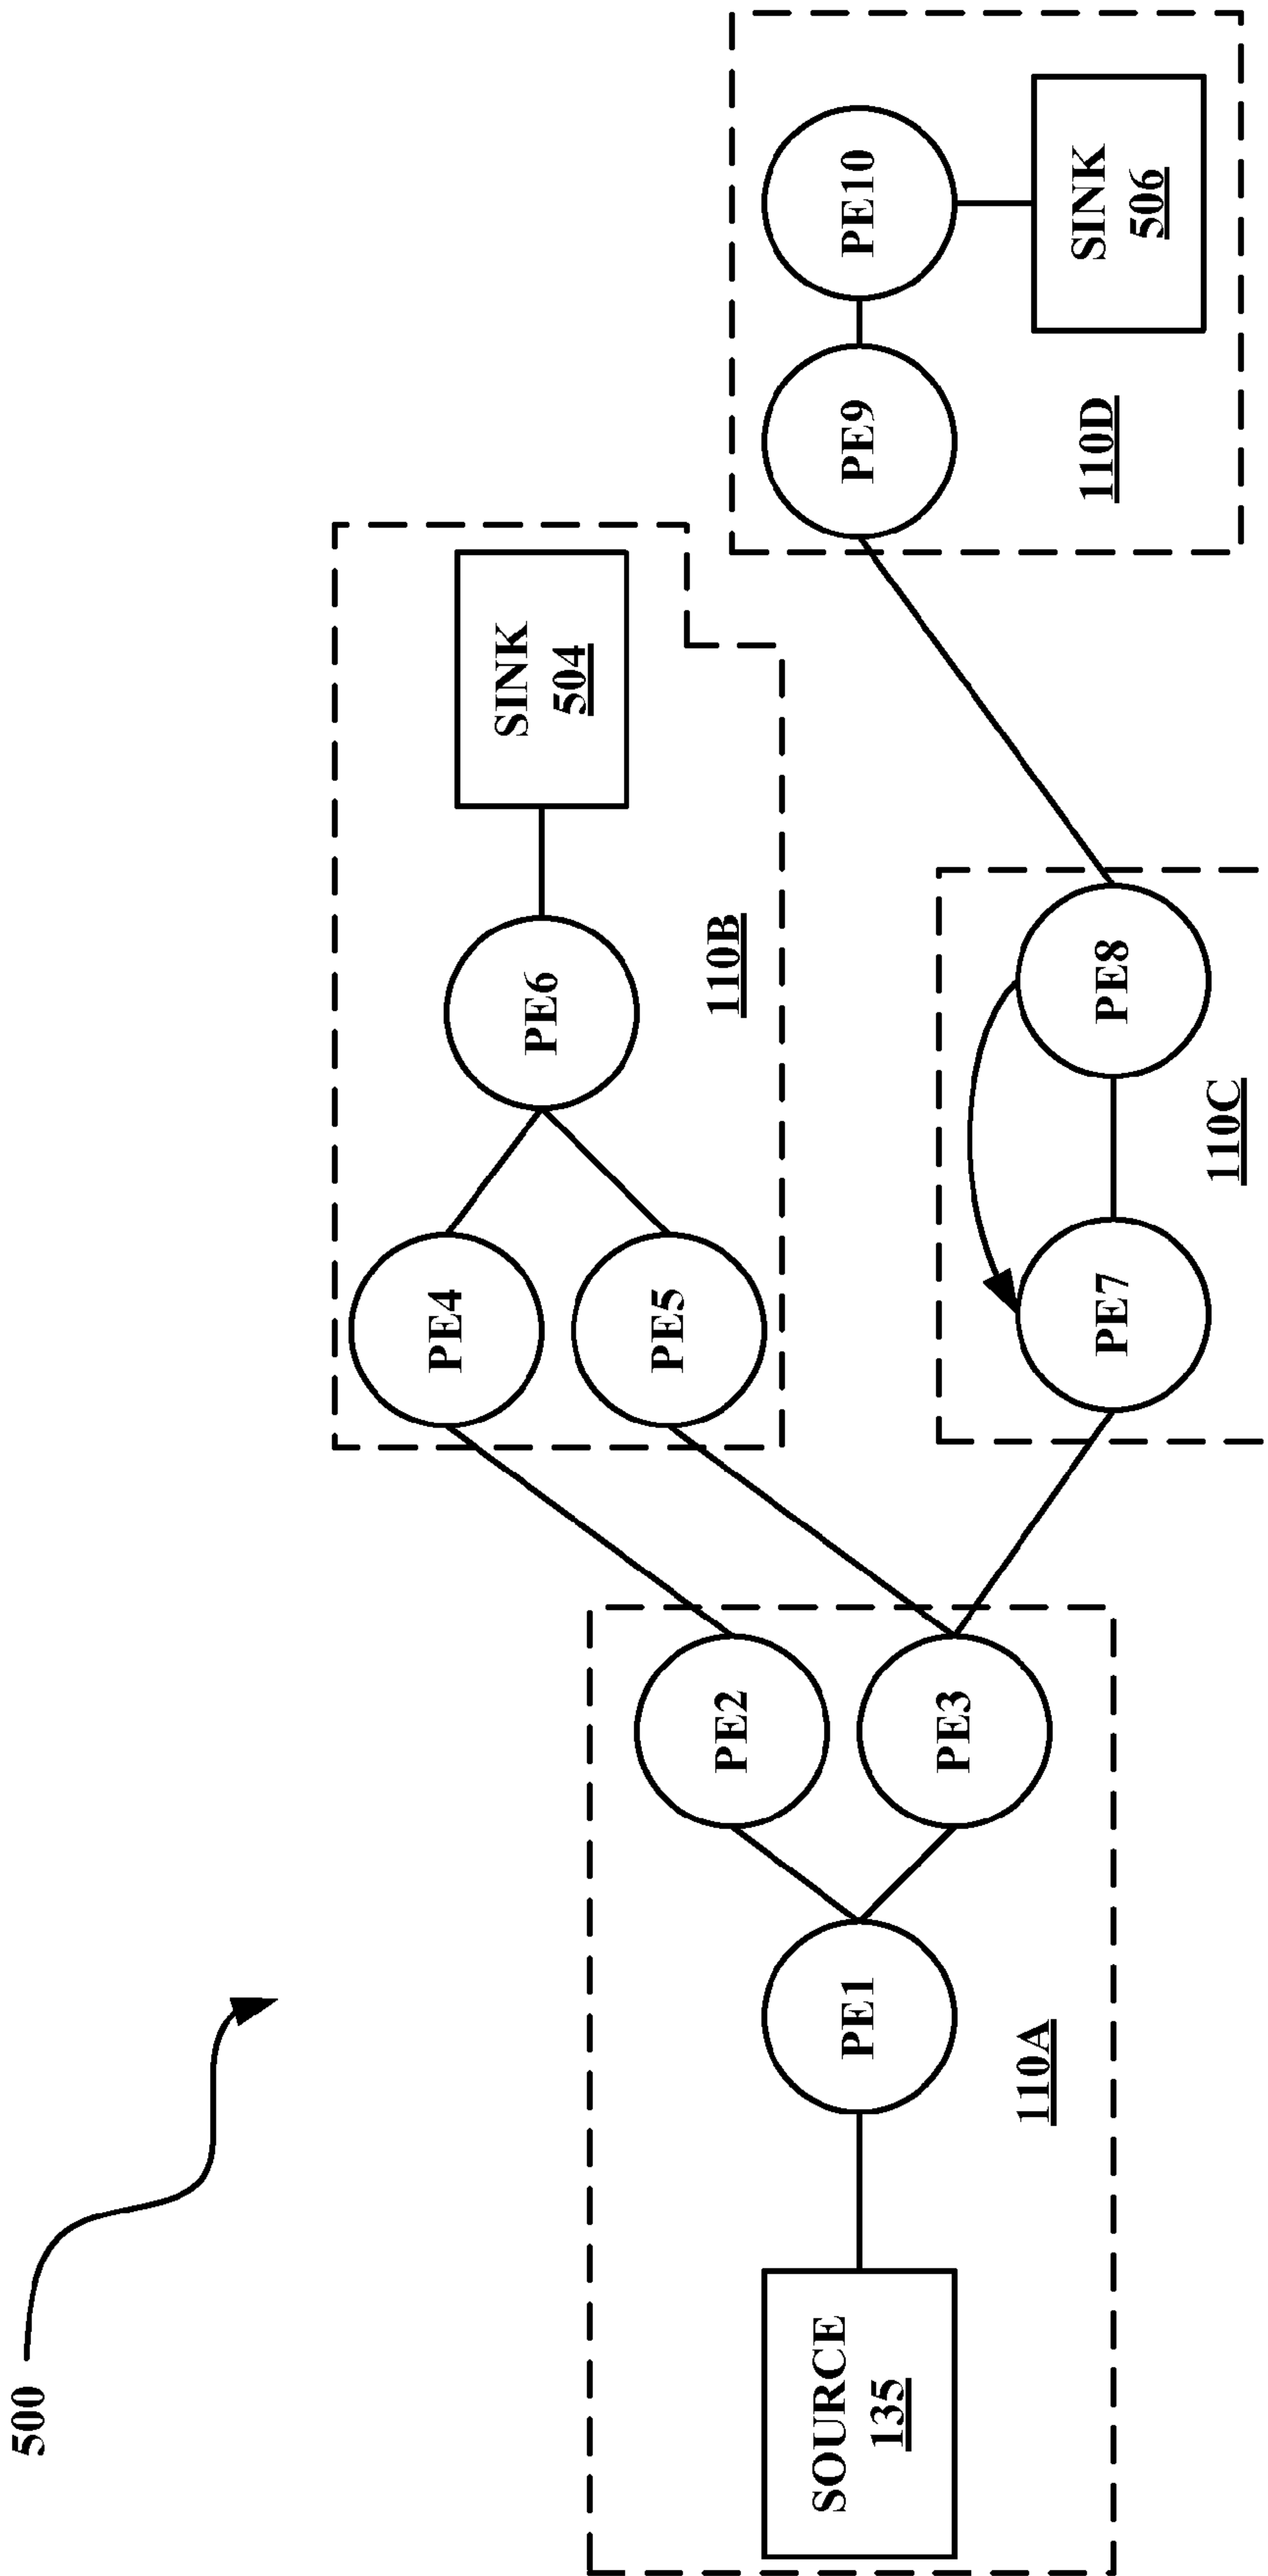 500
SOURCE
135
PE1
110A
PE2
PE3
PE4
PE5
PE6
SINK
504
110B
PE7
PE8
110C
PE9
PE10
SINK
506
110D